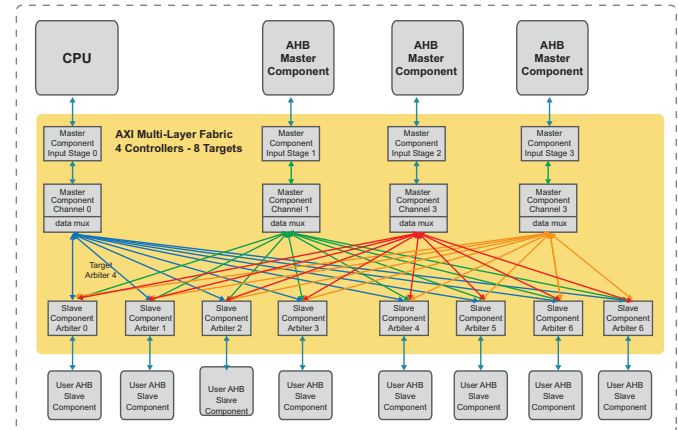 CPU
AHB
Master
Component
AHB
Master
Component
AHB
Master
Component
AXI Multi-Layer Fabric
4 Controllers - 8 Targets
Master
Component
Input Stage 0
Master
Component
Input Stage 1
Master
Component
Input Stage 2
Master
Component
Input Stage 3
Master
Component
Channel 0
data mux
Master
Component
Channel 1
data mux
Master
Component
Channel 3
data mux
Master
Component
Channel 3
data mux
Target
Arbiter 4
Slave
Component
Arbiter 0
Slave
Component
Arbiter 1
Slave
Component
Arbiter 2
Slave
Component
Arbiter 3
Slave
Component
Arbiter 4
Slave
Component
Arbiter 5
Slave
Component
Arbiter 6
Slave
Component
Arbiter 6
User AHB
Slave
Component
User AHB
Slave
Component
User AHB
Slave
Component
User AHB
Slave
Component
User AHB
Slave
Component
User AHB
Slave
Component
User AHB
Slave
Component
User AHB
Slave
Component